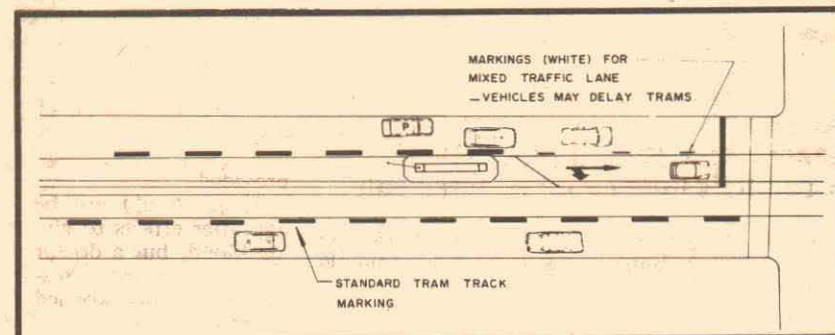 MARKINGS (WHITE) FOR
MIXED TRAFFIC LANE
—VEHICLES MAY DELAY TRAMS
P
STANDARD TRAM TRACK
MARKING